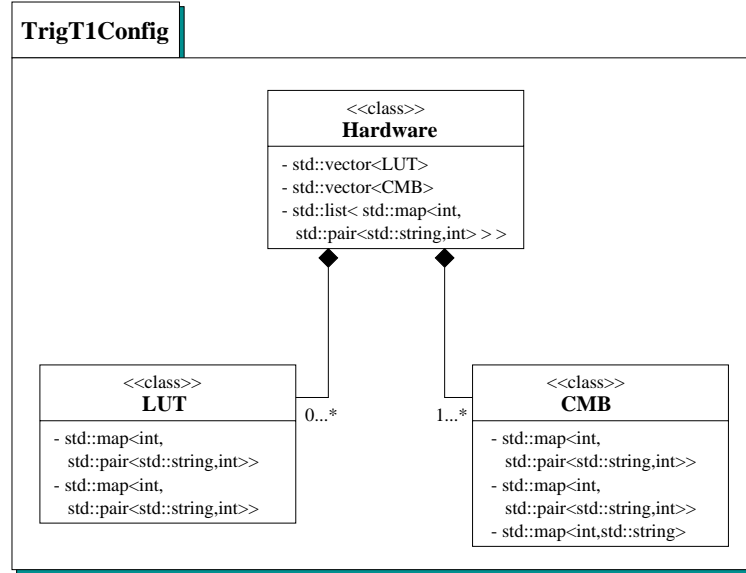 TrigT1Config
<<class>>
Hardware
- std::vector<LUT>
- std::vector<CMB>
- std::list< std::map<int,
std::pair<std::string,int> > >
<<class>>
LUT
- std::map<int,
std::pair<std::string,int>>
- std::map<int,
std::pair<std::string,int>>
0...*
1...*
<<class>>
CMB
- std::map<int,
std::pair<std::string,int>>
- std::map<int,
std::pair<std::string,int>>
- std::map<int,std::string>